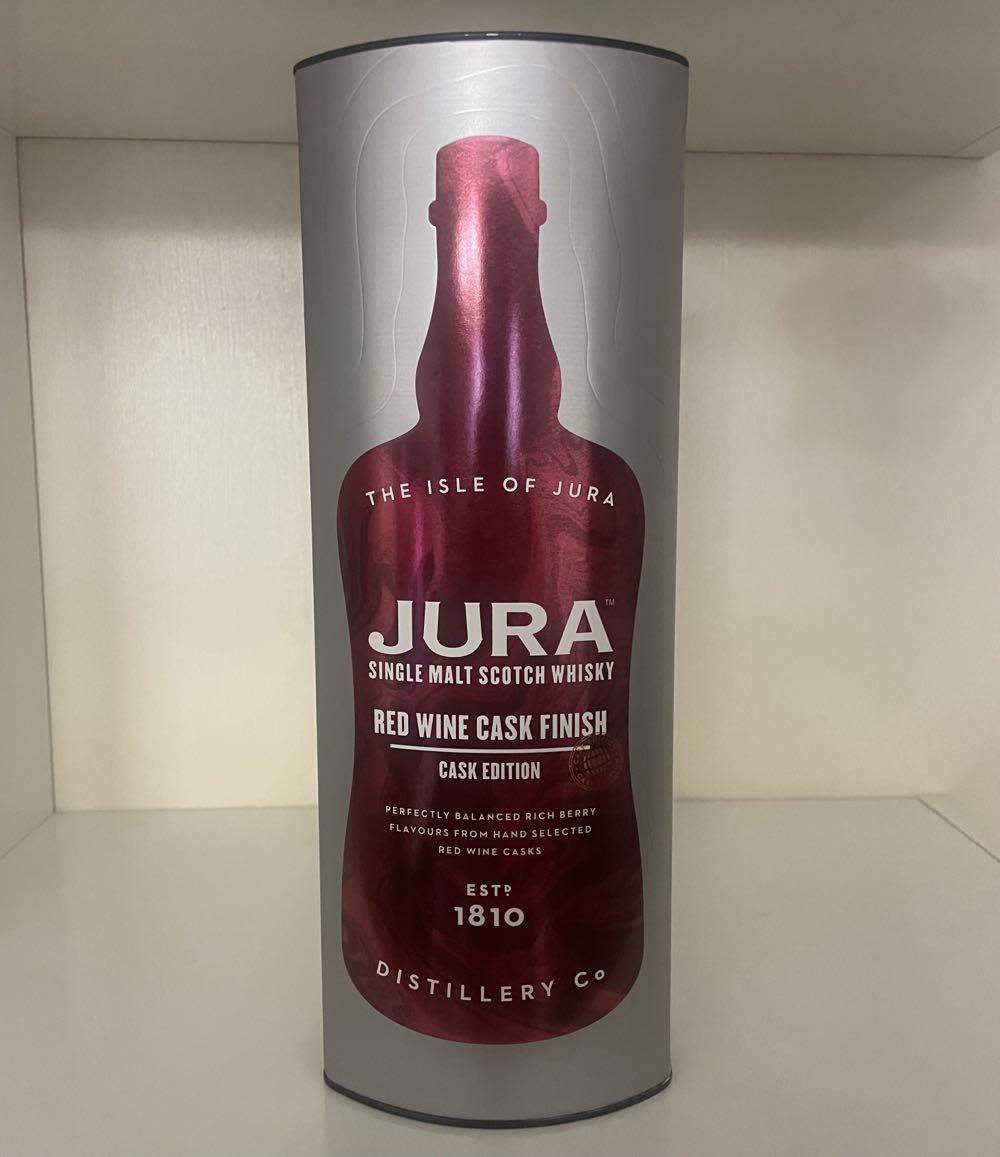 THE ISLE OF JURA
JURA™
SINGLE MALT SCOTCH WHISKY
RED WINE CASK FINISH
CASK EDITION
PERFECTLY BALANCED RICH BERRY
FLAVOURS FROM HAND SELECTED
RED WINE CASKS
ESTD
1810
DISTILLERY Co